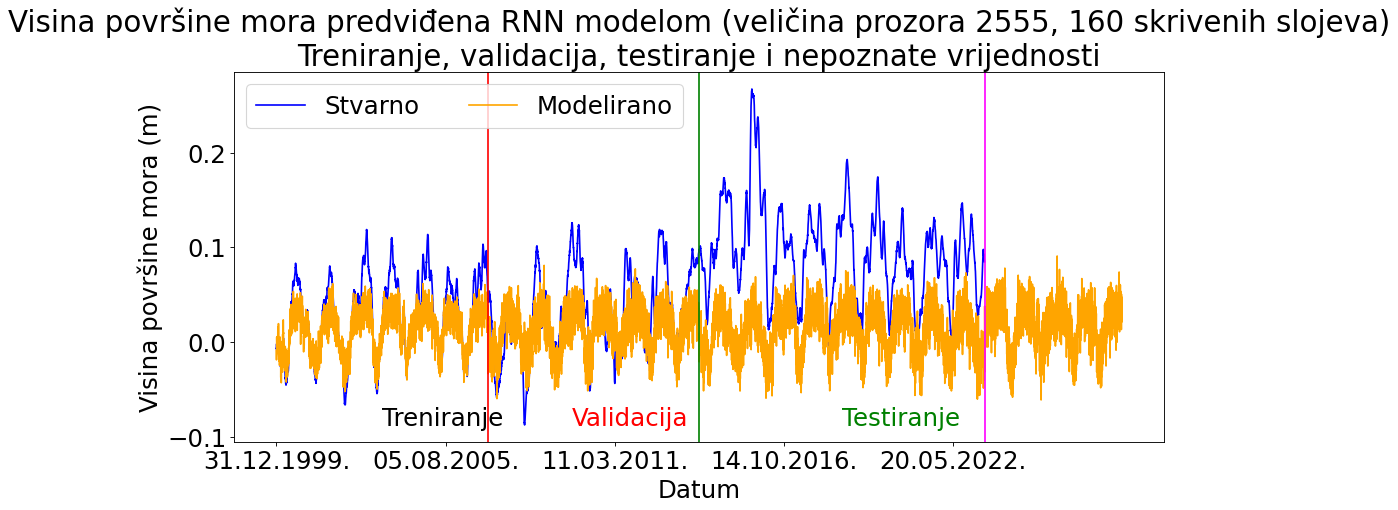 Visina površine mora predviđena RNN modelom (veličina prozora 2555, 160 skrivenih slojeva)
Treniranje, validacija, testiranje i nepoznate vrijednosti
Stvarno Modelirano
Visina površine mora (m)
0.2
0.1
0.0
−0.1
Treniranje Validacija Testiranje
31.12.1999. 05.08.2005. 11.03.2011. 14.10.2016. 20.05.2022.
Datum